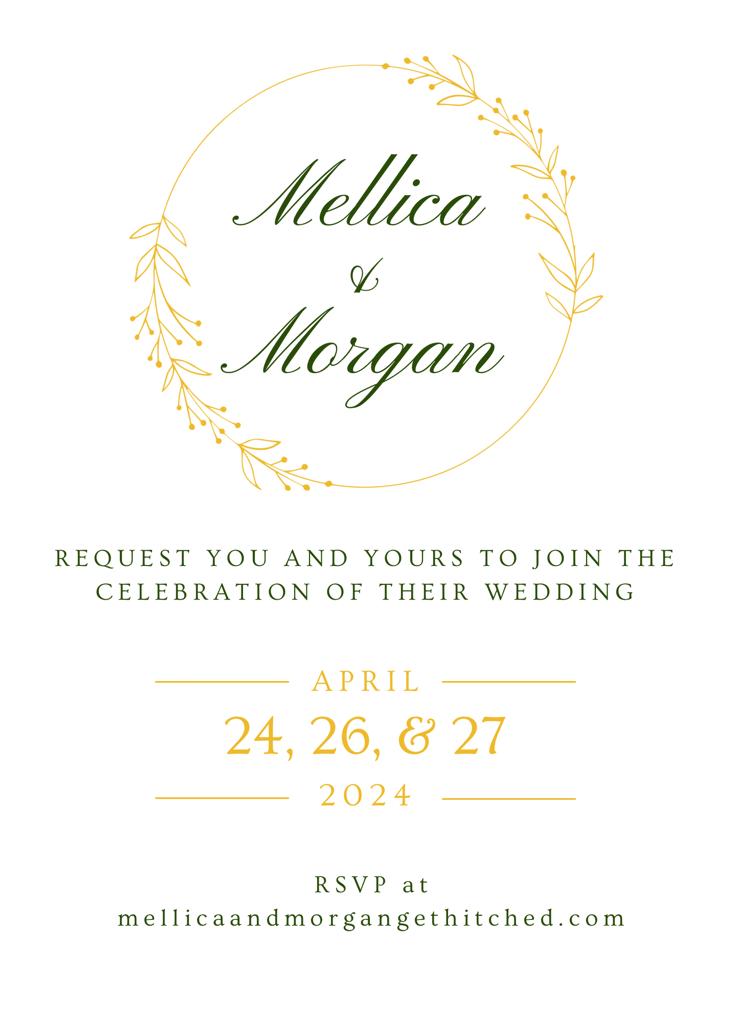 Mellica
&
Morgan
REQUEST YOU AND YOURS TO JOIN THE
CELEBRATION OF THEIR WEDDING
APRIL
24, 26, & 27
2024
RSVP at
mellicaandmorgangethitched.com